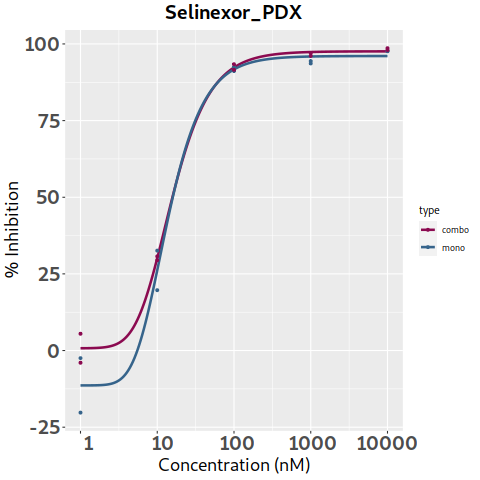 Selinexor_PDX
100
75
50
25
0
-25
% Inhibition
1 10 100 1000 10000
Concentration (nM)
type
combo
mono